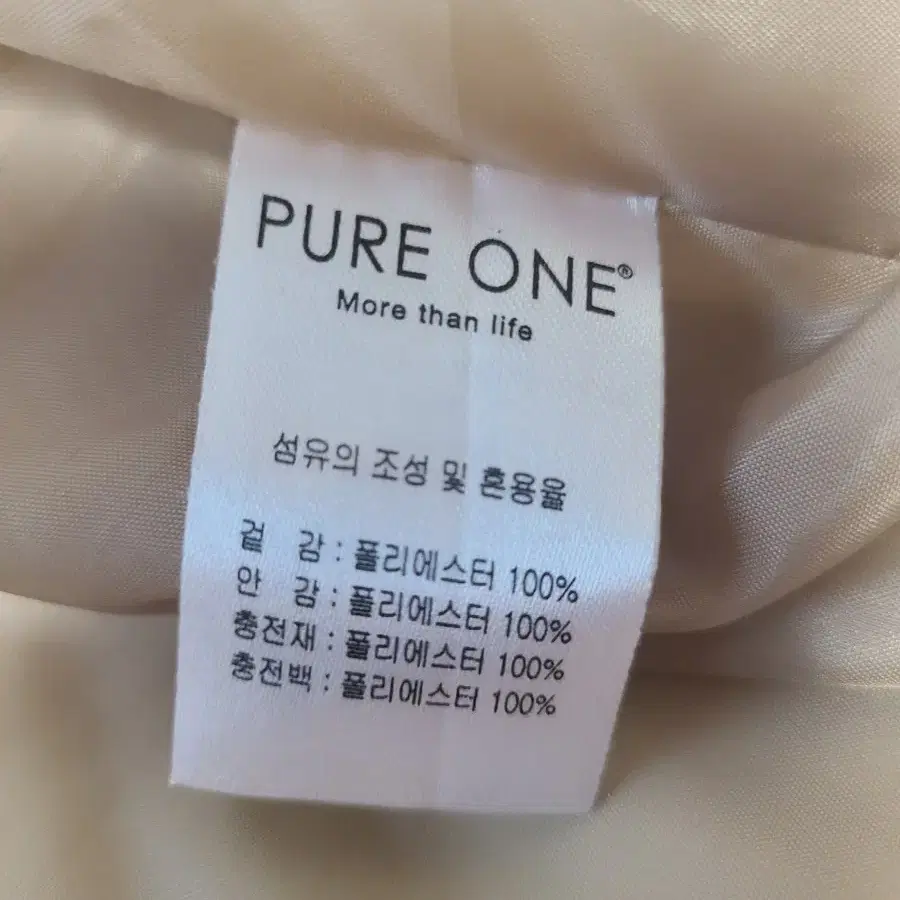 PURE ONE®
More than life
섬유의 조성 및 혼용율
겉 감 : 폴리에스터 100%
안 감 : 폴리에스터 100%
충전재 : 폴리에스터 100%
충전백 : 폴리에스터 100%